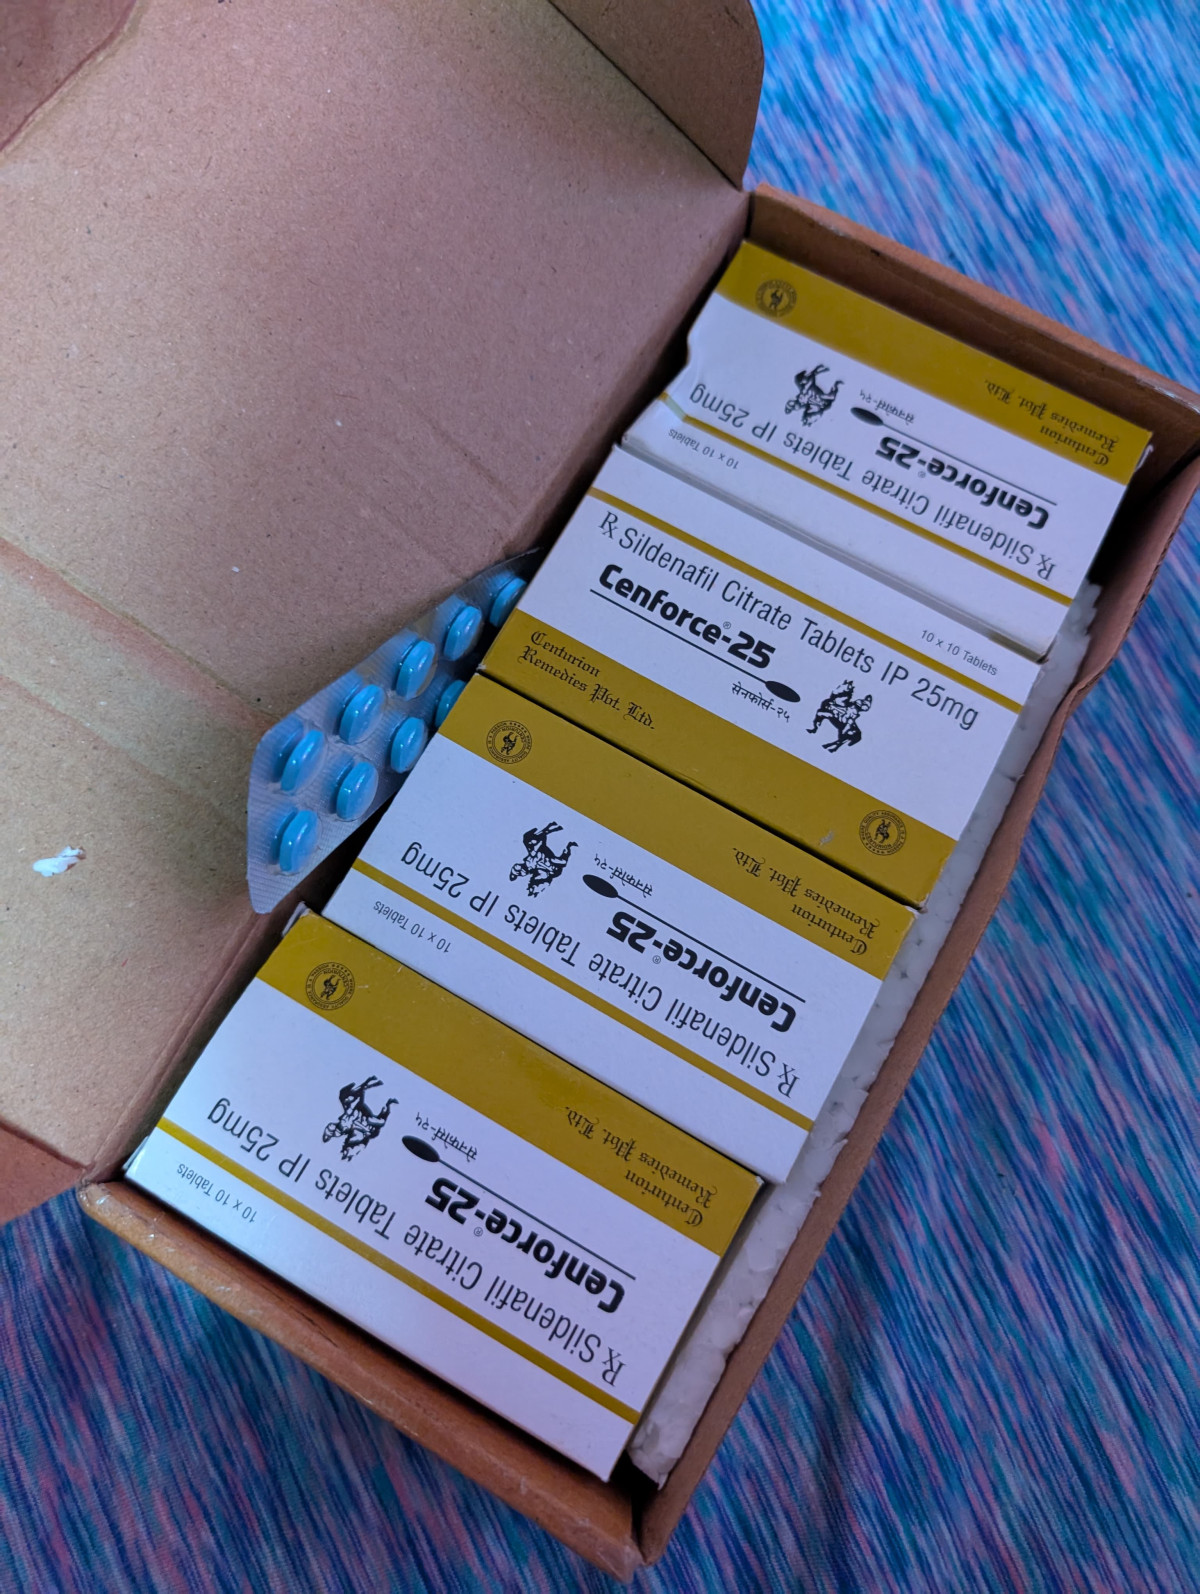 Centurion
Remedies Pvt. Ltd.
सेनफोर्स-२५
Cenforce®-25
℞ Sildenafil Citrate Tablets IP 25mg
10 x 10 Tablets
℞ Sildenafil Citrate Tablets IP 25mg
10 x 10 Tablets
Cenforce®-25
सेनफोर्स-२५
Centurion
Remedies Pvt. Ltd.
Centurion
Remedies Pvt. Ltd.
सेनफोर्स-२५
Cenforce®-25
℞ Sildenafil Citrate Tablets IP 25mg
10 x 10 Tablets
Centurion
Remedies Pvt. Ltd.
सेनफोर्स-२५
Cenforce®-25
℞ Sildenafil Citrate Tablets IP 25mg
10 x 10 Tablets